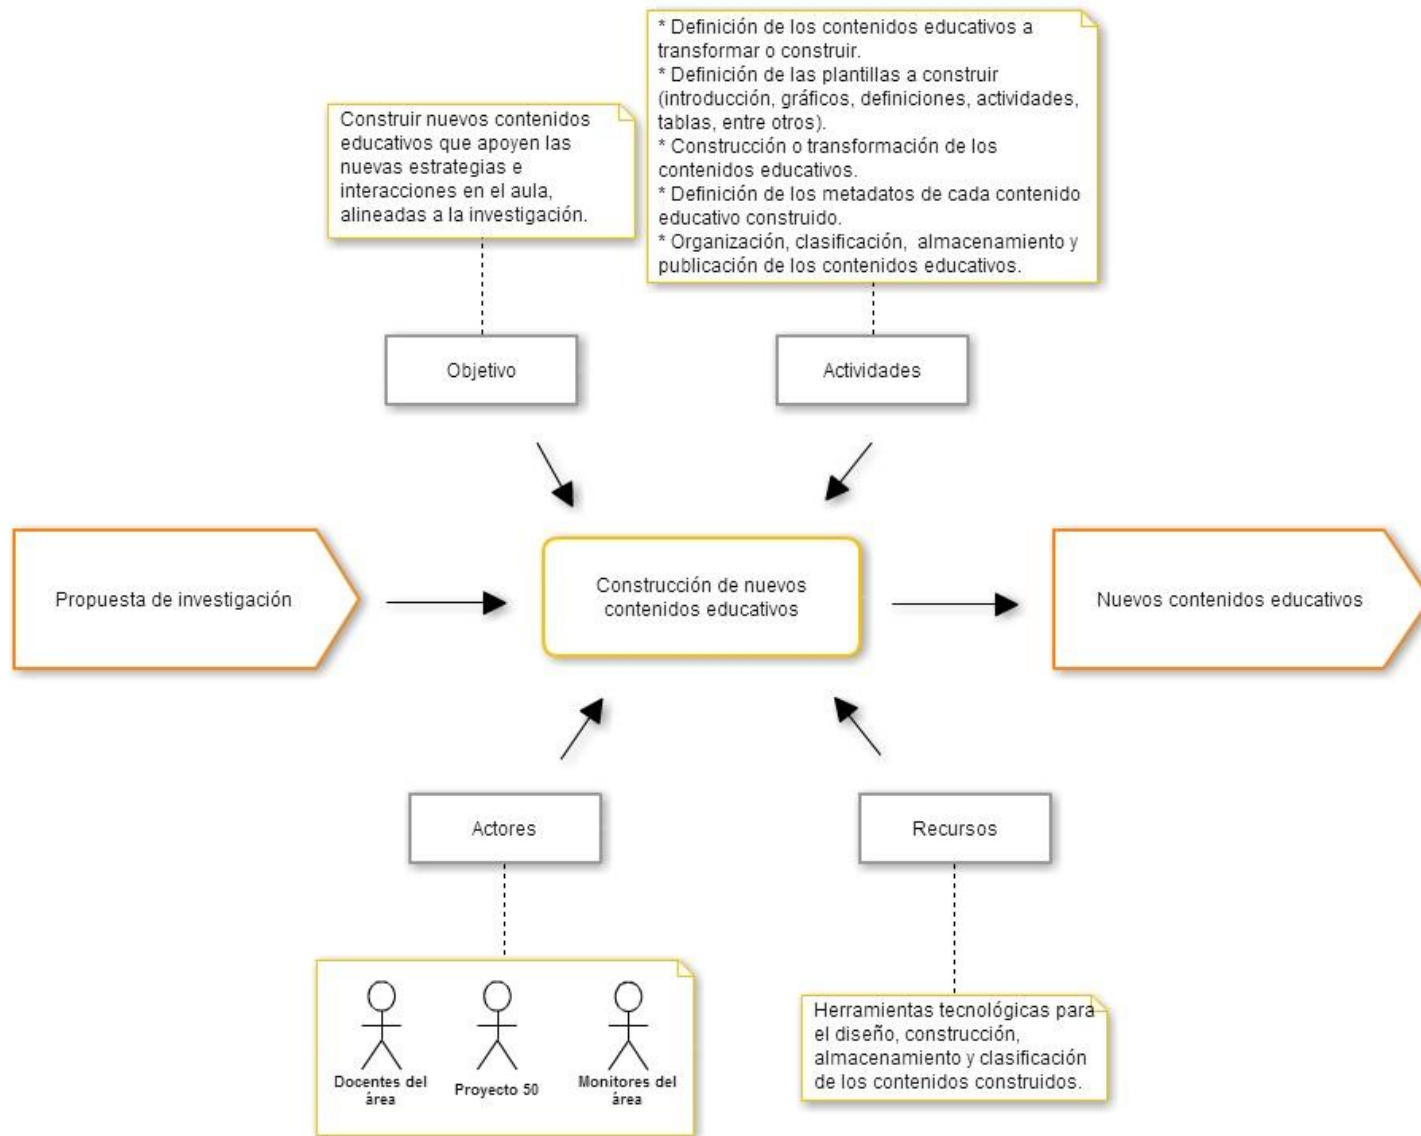 * Definición de los contenidos educativos a
transformar o construir.
* Definición de las plantillas a construir
(introducción, gráficos, definiciones, actividades,
tablas, entre otros).
* Construcción o transformación de los
contenidos educativos.
* Definición de los metadatos de cada contenido
educativo construido.
* Organización, clasificación,  almacenamiento y
publicación de los contenidos educativos.
Construir nuevos contenidos
educativos que apoyen las
nuevas estrategias e
interacciones en el aula,
alineadas a la investigación.
Objetivo
Actividades
Propuesta de investigación
Construcción de nuevos
contenidos educativos
Nuevos contenidos educativos
Actores
Recursos
Docentes del
área
Proyecto 50
Monitores del
área
Herramientas tecnológicas para
el diseño, construcción,
almacenamiento y clasificación
de los contenidos construidos.